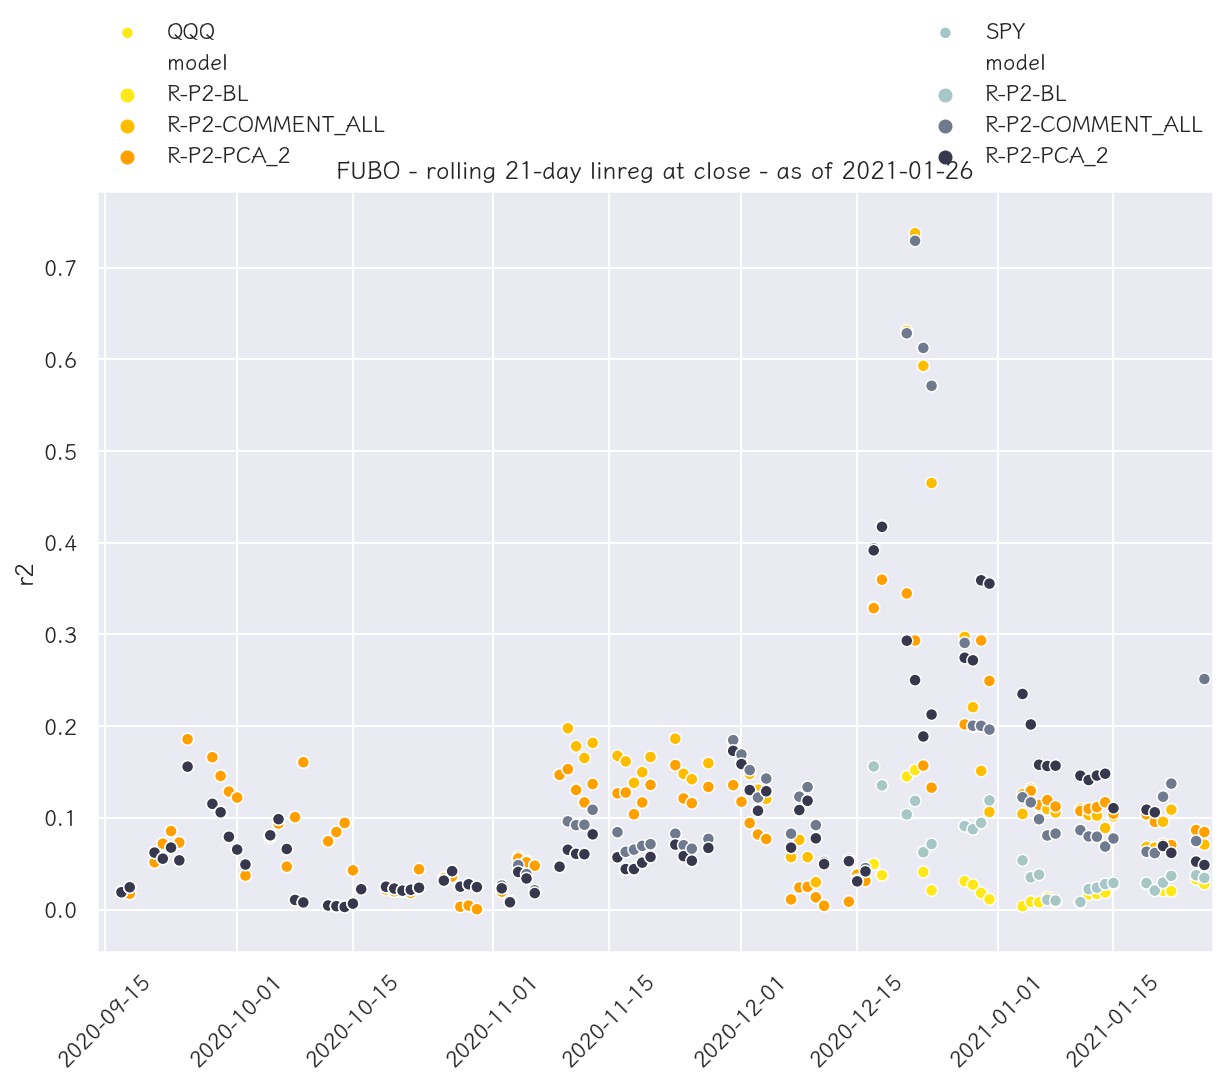 QQQ
model
R-P2-BL
R-P2-COMMENT_ALL
R-P2-PCA_2
SPY
model
R-P2-BL
R-P2-COMMENT_ALL
R-P2-PCA_2
FUBO - rolling 21-day linreg at close - as of 2021-01-26
r2
0.7
0.6
0.5
0.4
0.3
0.2
0.1
0.0
2020-09-15
2020-10-01
2020-10-15
2020-11-01
2020-11-15
2020-12-01
2020-12-15
2021-01-01
2021-01-15